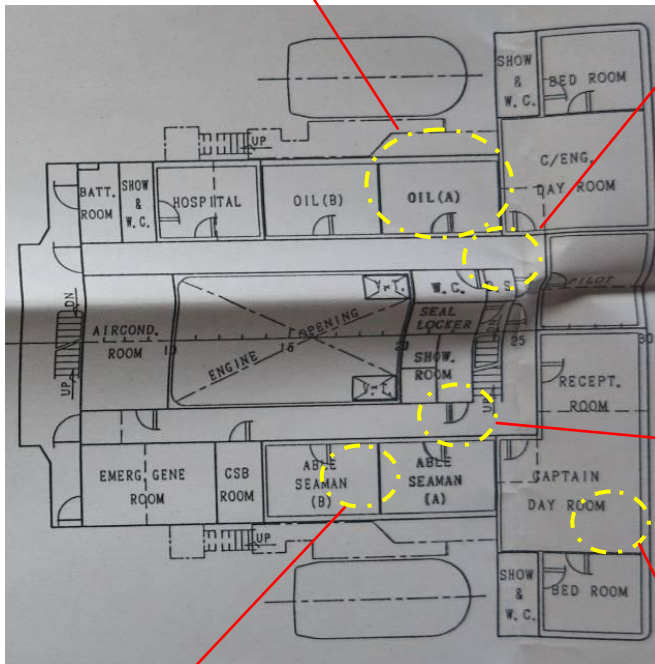 SHOW
&
W.C.
BED ROOM
C/ENG.
DAY ROOM
UP
BATT.
ROOM
SHOW
&
W.C.
HOSPITAL
OIL(B)
OIL(A)
DN
UP
AIRCOND.
ROOM
10
15
20
25
30
ENGINE
OPENING
W.C.
S.
SEAL
LOCKER
SHOW.
ROOM
DN
UP
PILOT
RECEPT.
ROOM
EMERG.GENE
ROOM
CSB
ROOM
ABLE
SEAMAN
(B)
ABLE
SEAMAN
(A)
CAPTAIN
DAY ROOM
UP
SHOW
&
W.C.
BED ROOM